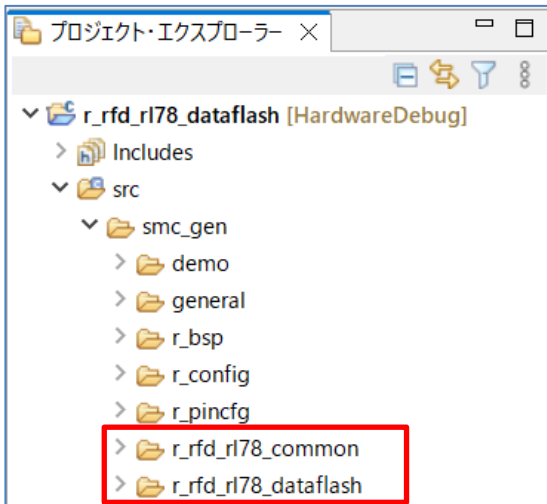 プロジェクト・エクスプローラー
r_rfd_rl78_dataflash [HardwareDebug]
Includes
src
smc_gen
demo
general
r_bsp
r_config
r_pincfg
r_rfd_rl78_common
r_rfd_rl78_dataflash